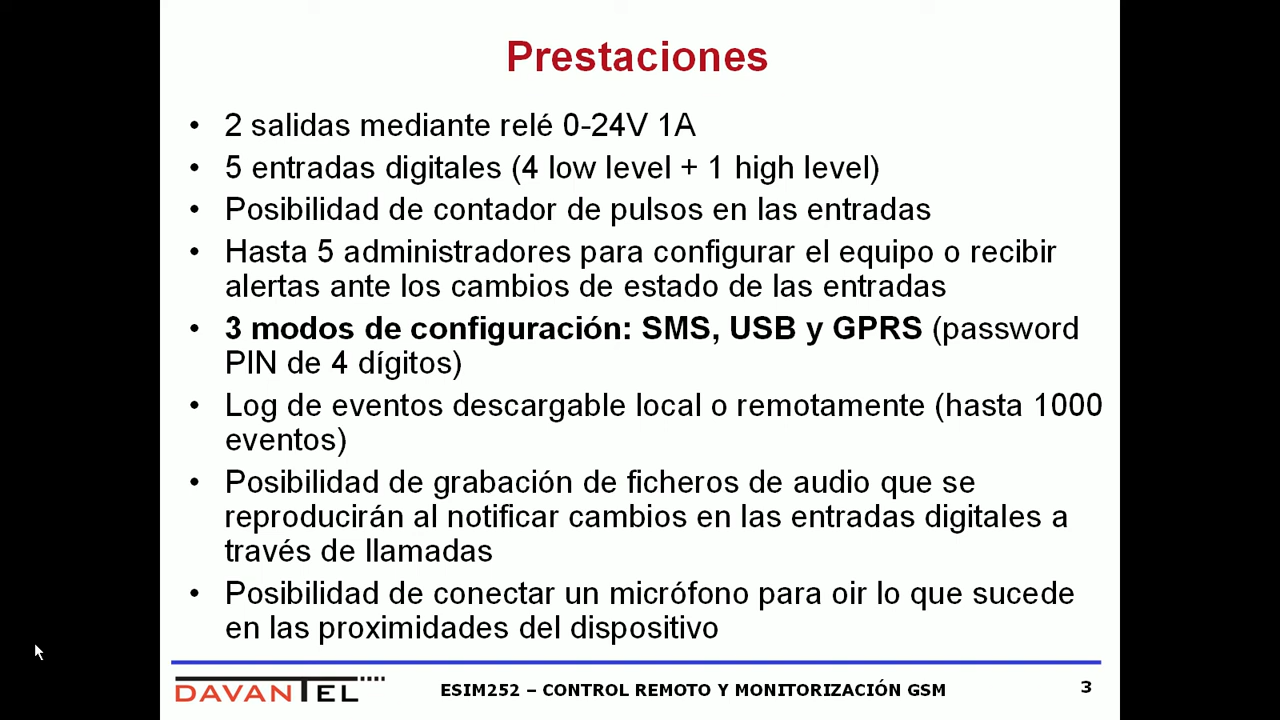 Prestaciones
• 2 salidas mediante relé 0-24V 1A
• 5 entradas digitales (4 low level + 1 high level)
• Posibilidad de contador de pulsos en las entradas
• Hasta 5 administradores para configurar el equipo o recibir
alertas ante los cambios de estado de las entradas
• 3 modos de configuración: SMS, USB y GPRS (password
PIN de 4 dígitos)
• Log de eventos descargable local o remotamente (hasta 1000
eventos)
• Posibilidad de grabación de ficheros de audio que se
reproducirán al notificar cambios en las entradas digitales a
través de llamadas
• Posibilidad de conectar un micrófono para oir lo que sucede
en las proximidades del dispositivo
DAVANTEL
ESIM252 – CONTROL REMOTO Y MONITORIZACIÓN GSM
3